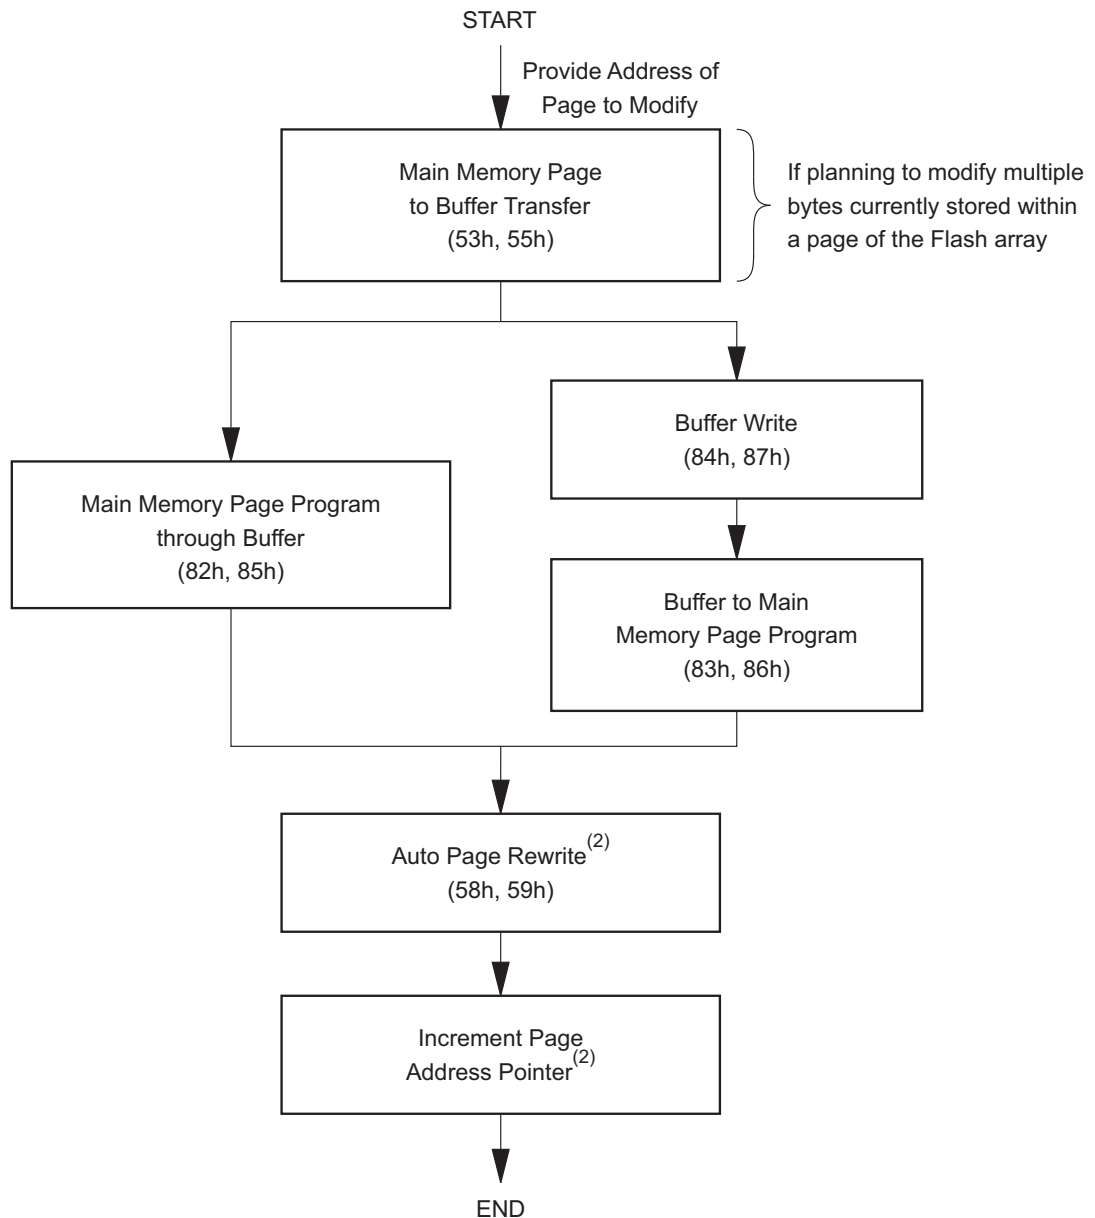 START
Provide Address of
Page to Modify
Main Memory Page
to Buffer Transfer
(53h, 55h)
If planning to modify multiple
bytes currently stored within
a page of the Flash array
Main Memory Page Program
through Buffer
(82h, 85h)
Buffer Write
(84h, 87h)
Buffer to Main
Memory Page Program
(83h, 86h)
Auto Page Rewrite(2)
(58h, 59h)
Increment Page
Address Pointer(2)
END